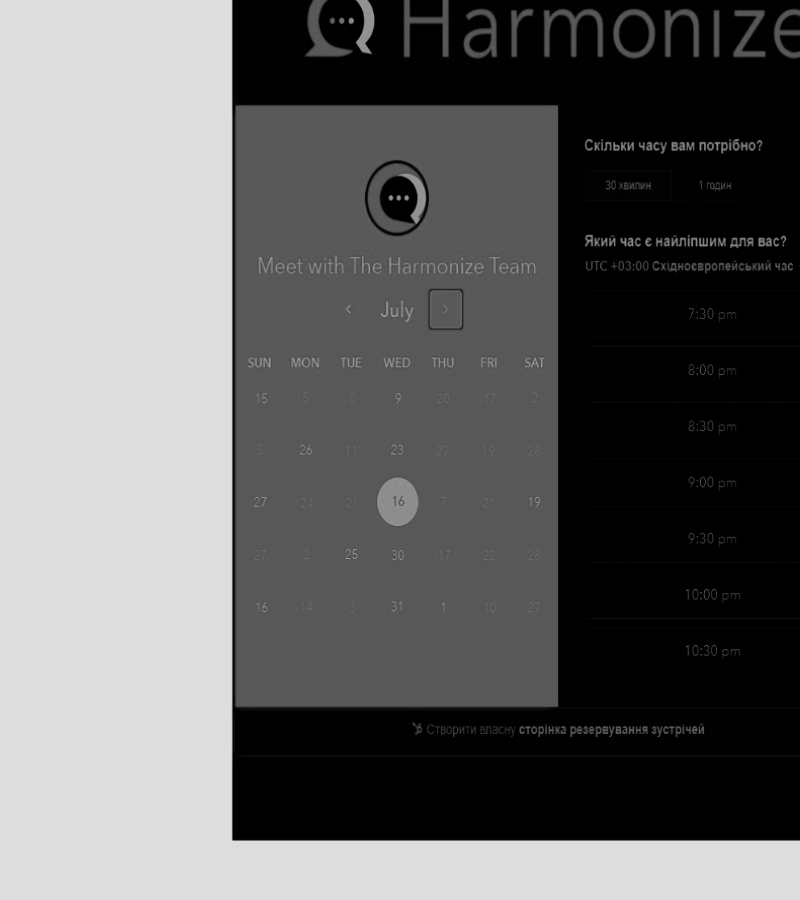 Harmonize
Meet with The Harmonize Team
July
SUN MON TUE WED THU FRI SAT
15 5 8 9 20 17 2
5 26 11 23 27 19 28
27 24 21 16 7 21 19
27 2 25 30 17 22 28
16 14 3 31 1 10 27
Скільки часу вам потрібно?
30 хвилин 1 годин
Який час є найліпшим для вас?
UTC +03:00 Східноєвропейський час
7:30 pm
8:00 pm
8:30 pm
9:00 pm
9:30 pm
10:00 pm
10:30 pm
Створити власну сторінка резервування зустрічей